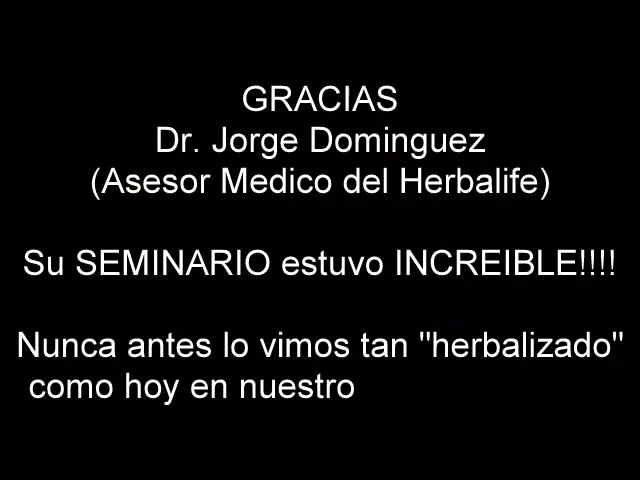 GRACIAS
Dr. Jorge Dominguez
(Asesor Medico del Herbalife)
Su SEMINARIO estuvo INCREIBLE!!!!
Nunca antes lo vimos tan "herbalizado"
como hoy en nuestro